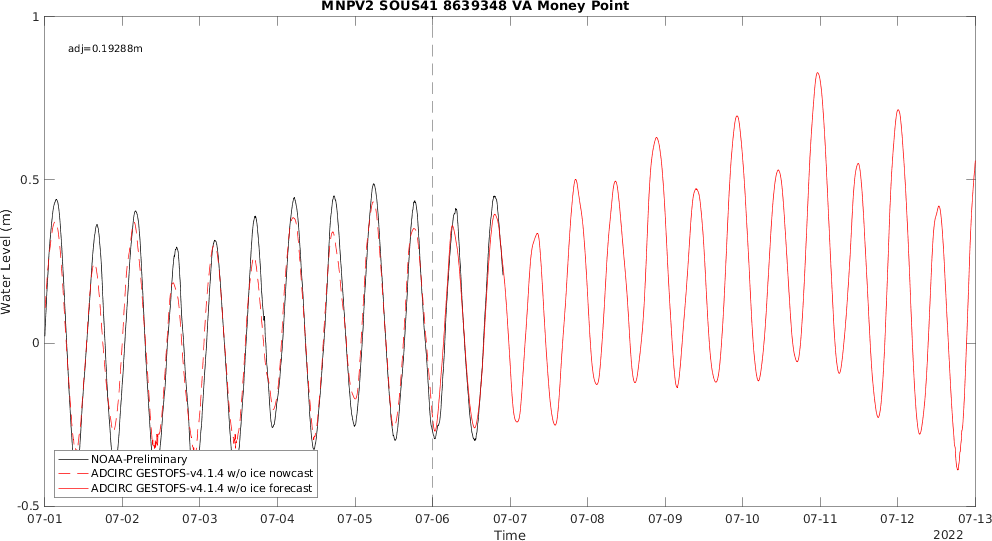 MNPV2 SOUS41 8639348 VA Money Point
1
adj=0.19288m
0.5
Water Level (m)
0
NOAA-Preliminary
ADCIRC GESTOFS-v4.1.4 w/o ice nowcast
ADCIRC GESTOFS-v4.1.4 w/o ice forecast
-0.5
07-01 07-02 07-03 07-04 07-05 07-06 07-07 07-08 07-09 07-10 07-11 07-12 07-13
Time
2022